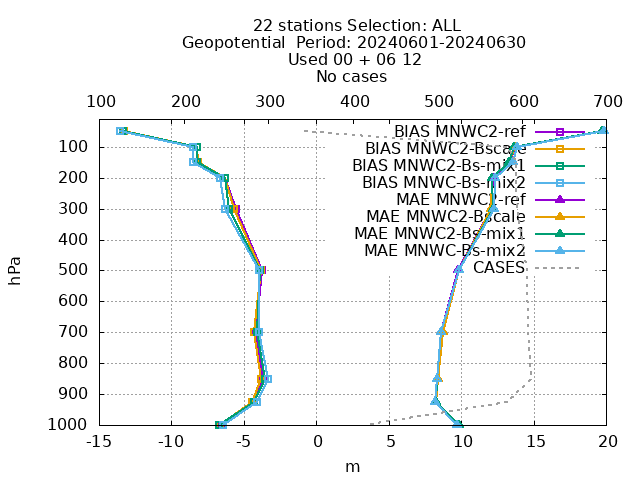 22 stations Selection: ALL
Geopotential  Period: 20240601-20240630
Used 00 + 06 12
No cases
100 200 300 400 500 600 700
BIAS MNWC2-ref
BIAS MNWC2-Bscale
BIAS MNWC2-Bs-mix1
BIAS MNWC-Bs-mix2
MAE MNWC2-ref
MAE MNWC2-Bscale
MAE MNWC2-Bs-mix1
MAE MNWC-Bs-mix2
CASES
100
200
300
400
500
600
700
800
900
1000
hPa
-15 -10 -5 0 5 10 15 20
m